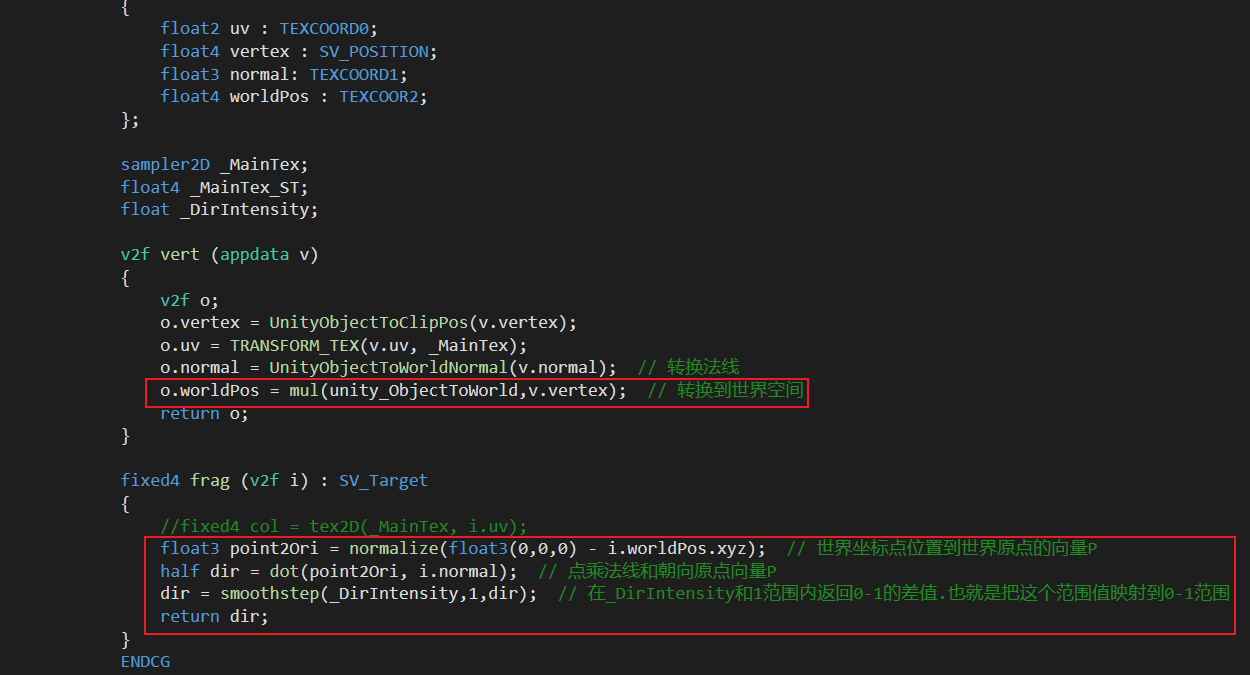 {
float2 uv : TEXCOORD0;
float4 vertex : SV_POSITION;
float3 normal: TEXCOORD1;
float4 worldPos : TEXCOOR2;
};
sampler2D _MainTex;
float4 _MainTex_ST;
float _DirIntensity;
v2f vert (appdata v)
{
v2f o;
o.vertex = UnityObjectToClipPos(v.vertex);
o.uv = TRANSFORM_TEX(v.uv, _MainTex);
o.normal = UnityObjectToWorldNormal(v.normal);  // 转换法线
o.worldPos = mul(unity_ObjectToWorld,v.vertex);  // 转换到世界空间
return o;
}
fixed4 frag (v2f i) : SV_Target
{
//fixed4 col = tex2D(_MainTex, i.uv);
float3 point2Ori = normalize(float3(0,0,0) - i.worldPos.xyz);  // 世界坐标点位置到世界原点的向量P
half dir = dot(point2Ori, i.normal);  // 点乘法线和朝向原点向量P
dir = smoothstep(_DirIntensity,1,dir);  // 在_DirIntensity和1范围内返回0-1的差值.也就是把这个范围值映射到0-1范围
return dir;
}
ENDCG